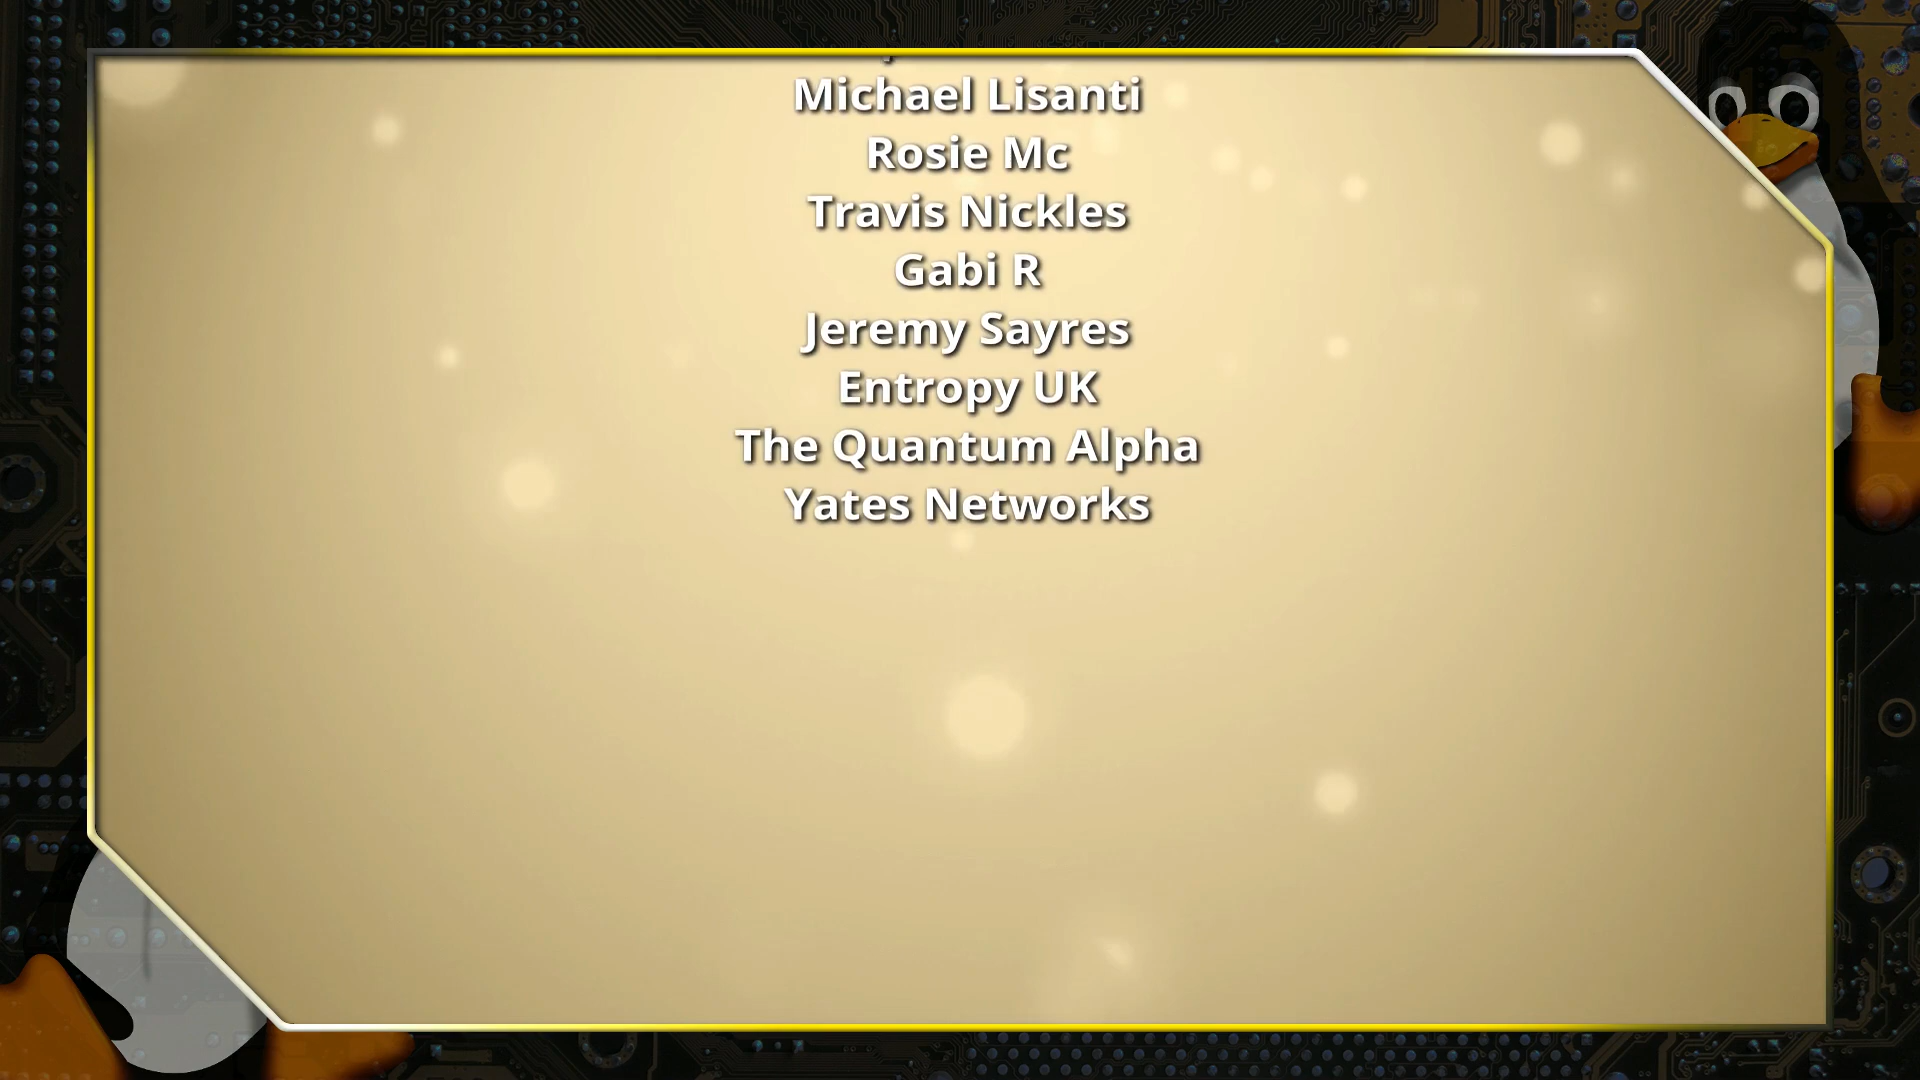 Michael Lisanti
Rosie Mc
Travis Nickles
Gabi R
Jeremy Sayres
Entropy UK
The Quantum Alpha
Yates Networks